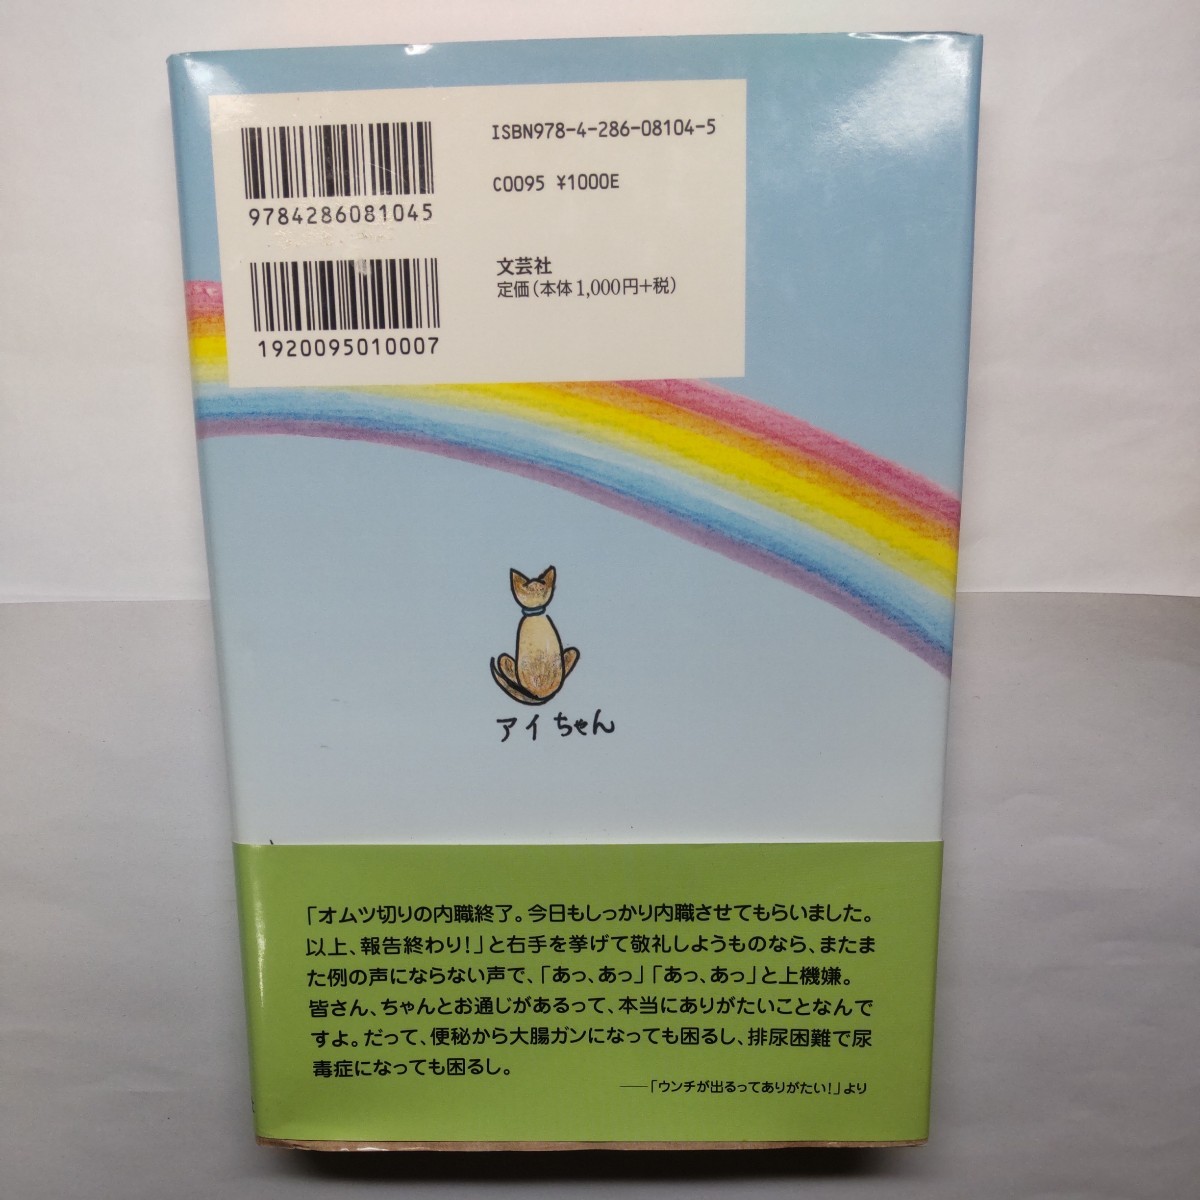 ISBN978-4-286-08104-5
C0095 ¥1000E
9784286081045
文芸社
定価(本体1,000円+税)
1920095010007
アイちゃん
「オムツ切りの内職終了。今日もしっかり内職させてもらいました。
以上、報告終わり!」と右手を挙げて敬礼しようものなら、またま
た例の声にならない声で、「あっ、あっ」「あっ、あっ」と上機嫌。
皆さん、ちゃんとお通じがあるって、本当にありがたいことなんで
すよ。だって、便秘から大腸ガンになっても困るし、排尿困難で尿
毒症になっても困るし。
――「ウンチが出るってありがたい!」より